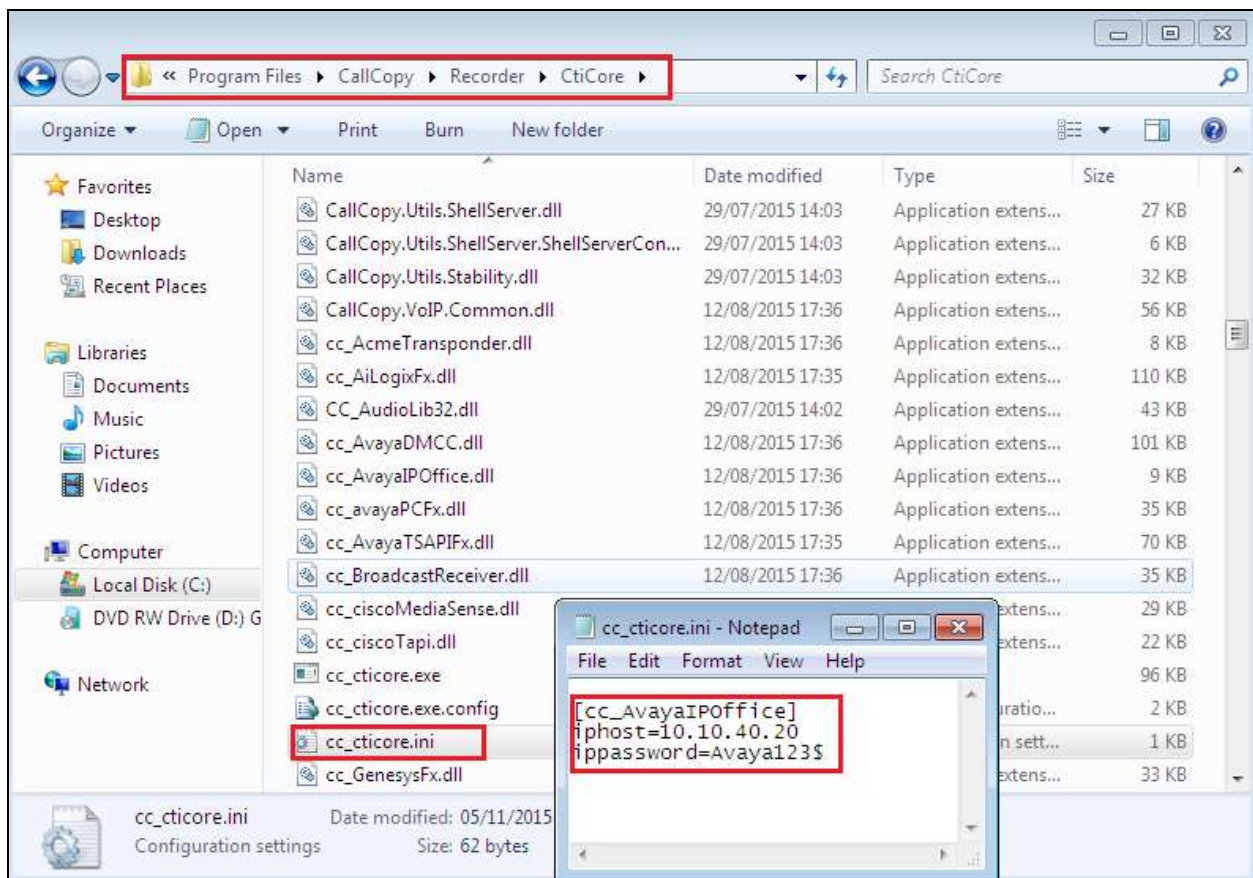 « Program Files ▸ CallCopy ▸ Recorder ▸ CtiCore ▸
Search CtiCore
Organize Open Print Burn New folder
Name Date modified Type Size
Favorites
Desktop
Downloads
Recent Places
Libraries
Documents
Music
Pictures
Videos
Computer
Local Disk (C:)
DVD RW Drive (D:) G
Network
CallCopy.Utils.ShellServer.dll 29/07/2015 14:03 Application extens... 27 KB
CallCopy.Utils.ShellServer.ShellServerCon... 29/07/2015 14:03 Application extens... 6 KB
CallCopy.Utils.Stability.dll 29/07/2015 14:03 Application extens... 32 KB
CallCopy.VoIP.Common.dll 12/08/2015 17:36 Application extens... 56 KB
cc_AcmeTransponder.dll 12/08/2015 17:36 Application extens... 8 KB
cc_AiLogixFx.dll 12/08/2015 17:35 Application extens... 110 KB
CC_AudioLib32.dll 29/07/2015 14:02 Application extens... 43 KB
cc_AvayaDMCC.dll 12/08/2015 17:36 Application extens... 101 KB
cc_AvayaIPOffice.dll 12/08/2015 17:36 Application extens... 9 KB
cc_avayaPCFx.dll 12/08/2015 17:36 Application extens... 35 KB
cc_AvayaTSAPIFx.dll 12/08/2015 17:35 Application extens... 70 KB
cc_BroadcastReceiver.dll 12/08/2015 17:36 Application extens... 35 KB
cc_ciscoMediaSense.dll extens... 29 KB
cc_ciscoTapi.dll extens... 22 KB
cc_cticore.exe 96 KB
cc_cticore.exe.config uratio... 2 KB
cc_cticore.ini n sett... 1 KB
cc_GenesysFx.dll extens... 33 KB
cc_cticore.ini - Notepad
File Edit Format View Help
[cc_AvayaIPOffice]
iphost=10.10.40.20
ippassword=Avaya123$
cc_cticore.ini Date modified: 05/11/2015
Configuration settings Size: 62 bytes